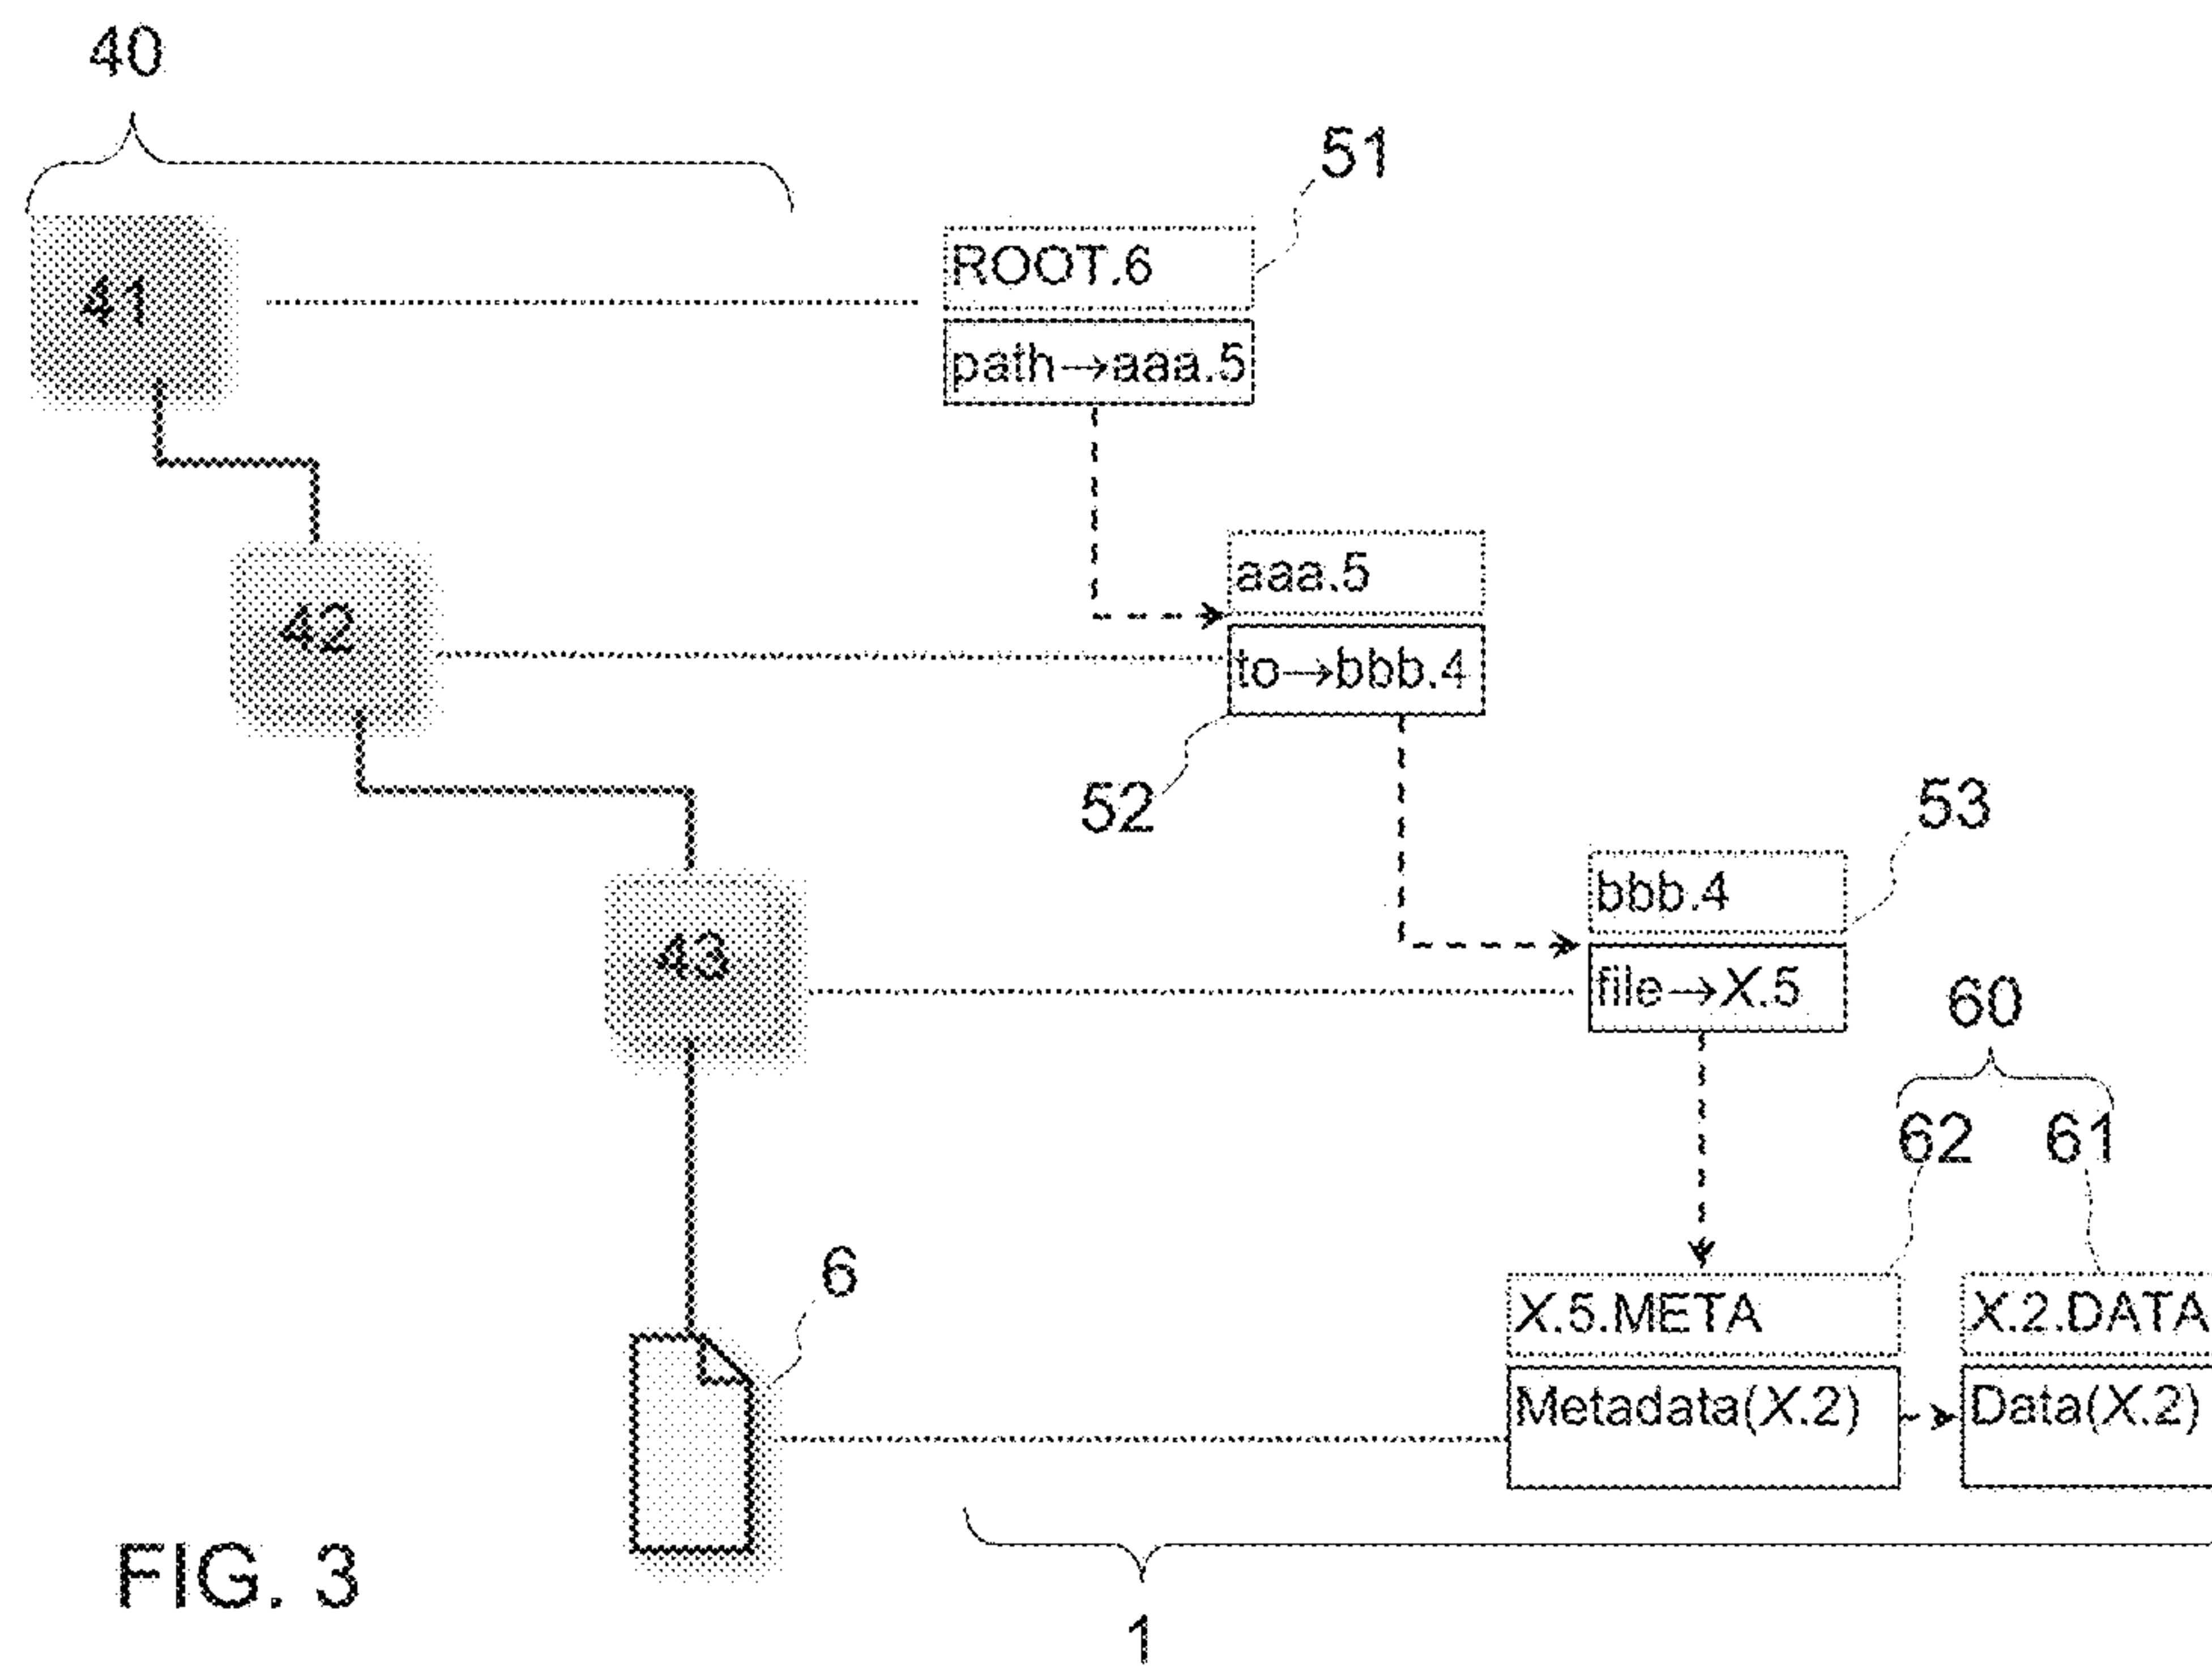 40
51
41
ROOT.6
path→aaa.5
42
aaa.5
to→bbb.4
52
53
43
bbb.4
file→X.5
60
62 61
6
X.5.META X.2.DATA
Metadata(X.2) Data(X.2)
FIG. 3
1